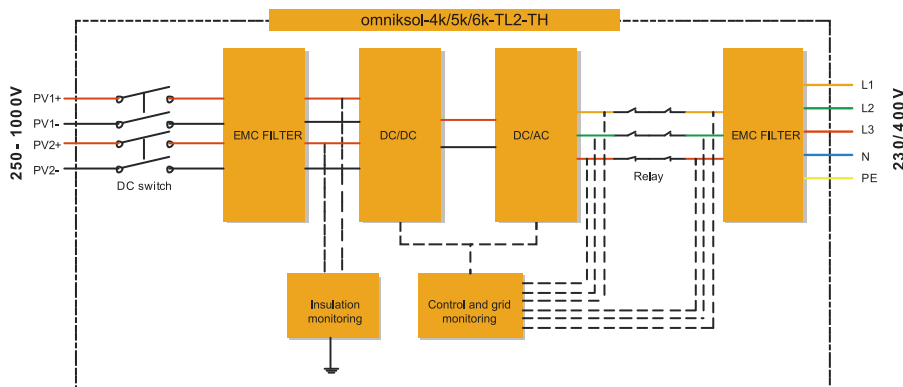 omniksol-4k/5k/6k-TL2-TH
250-1000V
PV1+
PV1-
PV2+
PV2-
DC switch
EMC FILTER
DC/DC
DC/AC
Relay
EMC FILTER
L1
L2
L3
N
PE
230/400V
Insulation
monitoring
Control and grid
monitoring